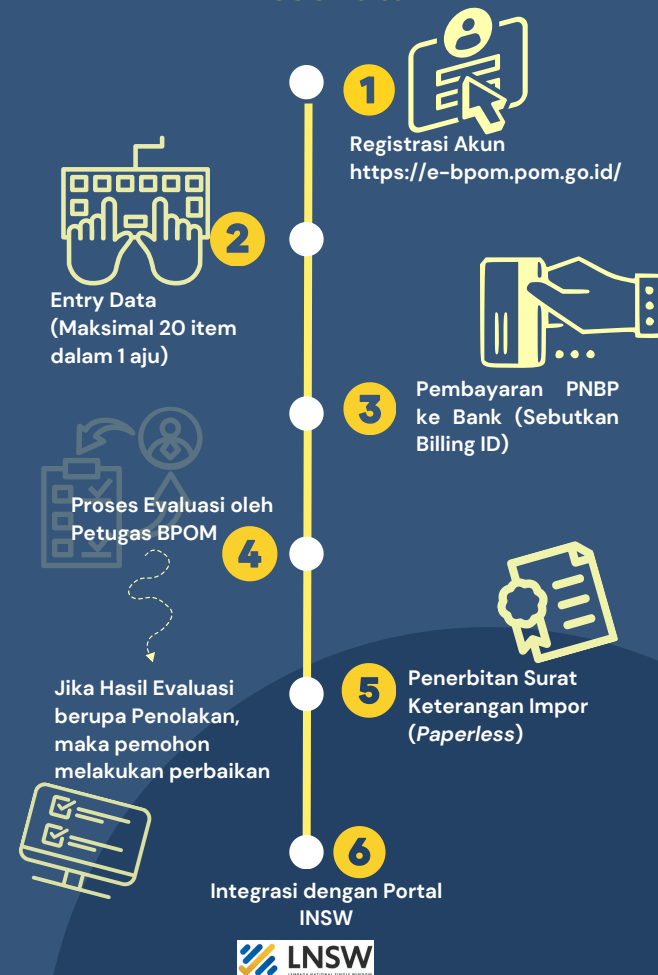 1
Registrasi Akun
https://e-bpom.pom.go.id/
2
Entry Data
(Maksimal 20 item
dalam 1 aju)
3
Pembayaran PNBP
ke Bank (Sebutkan
Billing ID)
4
Proses Evaluasi oleh
Petugas BPOM
Jika Hasil Evaluasi
berupa Penolakan,
maka pemohon
melakukan perbaikan
5
Penerbitan Surat
Keterangan Impor
(Paperless)
6
Integrasi dengan Portal
INSW
LNSW